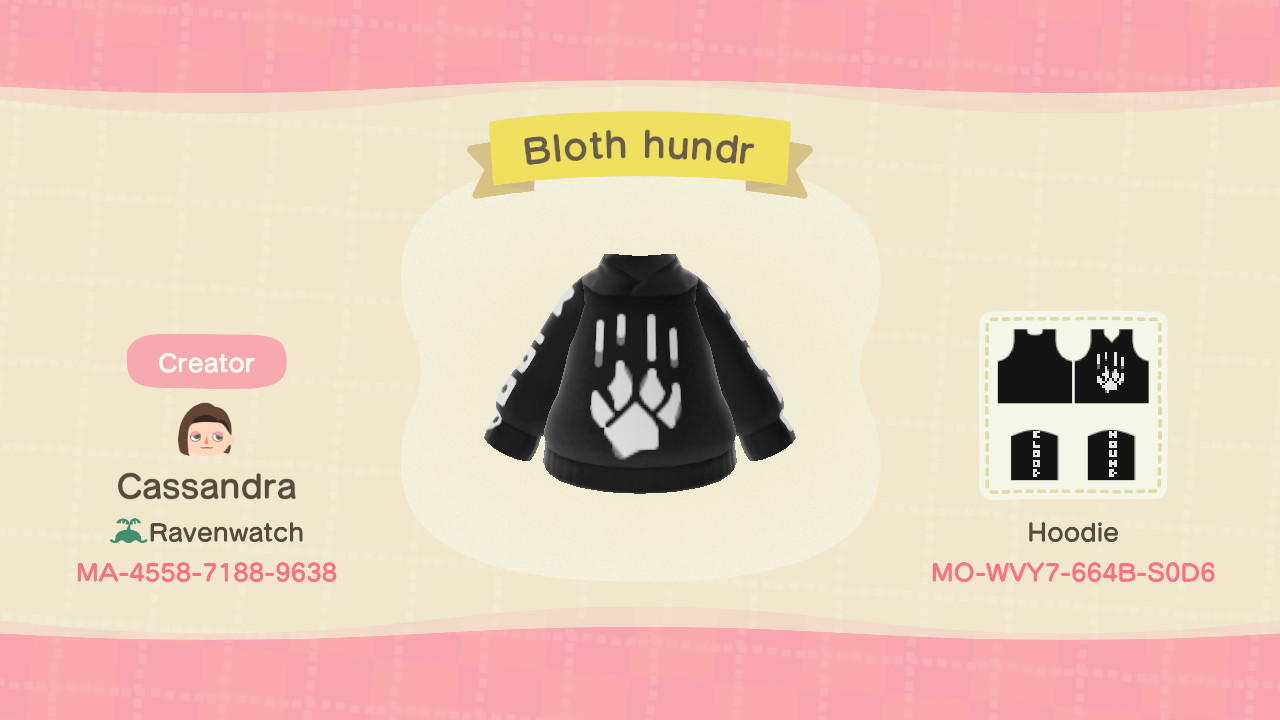 Bloth hundr
Creator
Cassandra
Ravenwatch
MA-4558-7188-9638
Hoodie
MO-WVY7-664B-S0D6